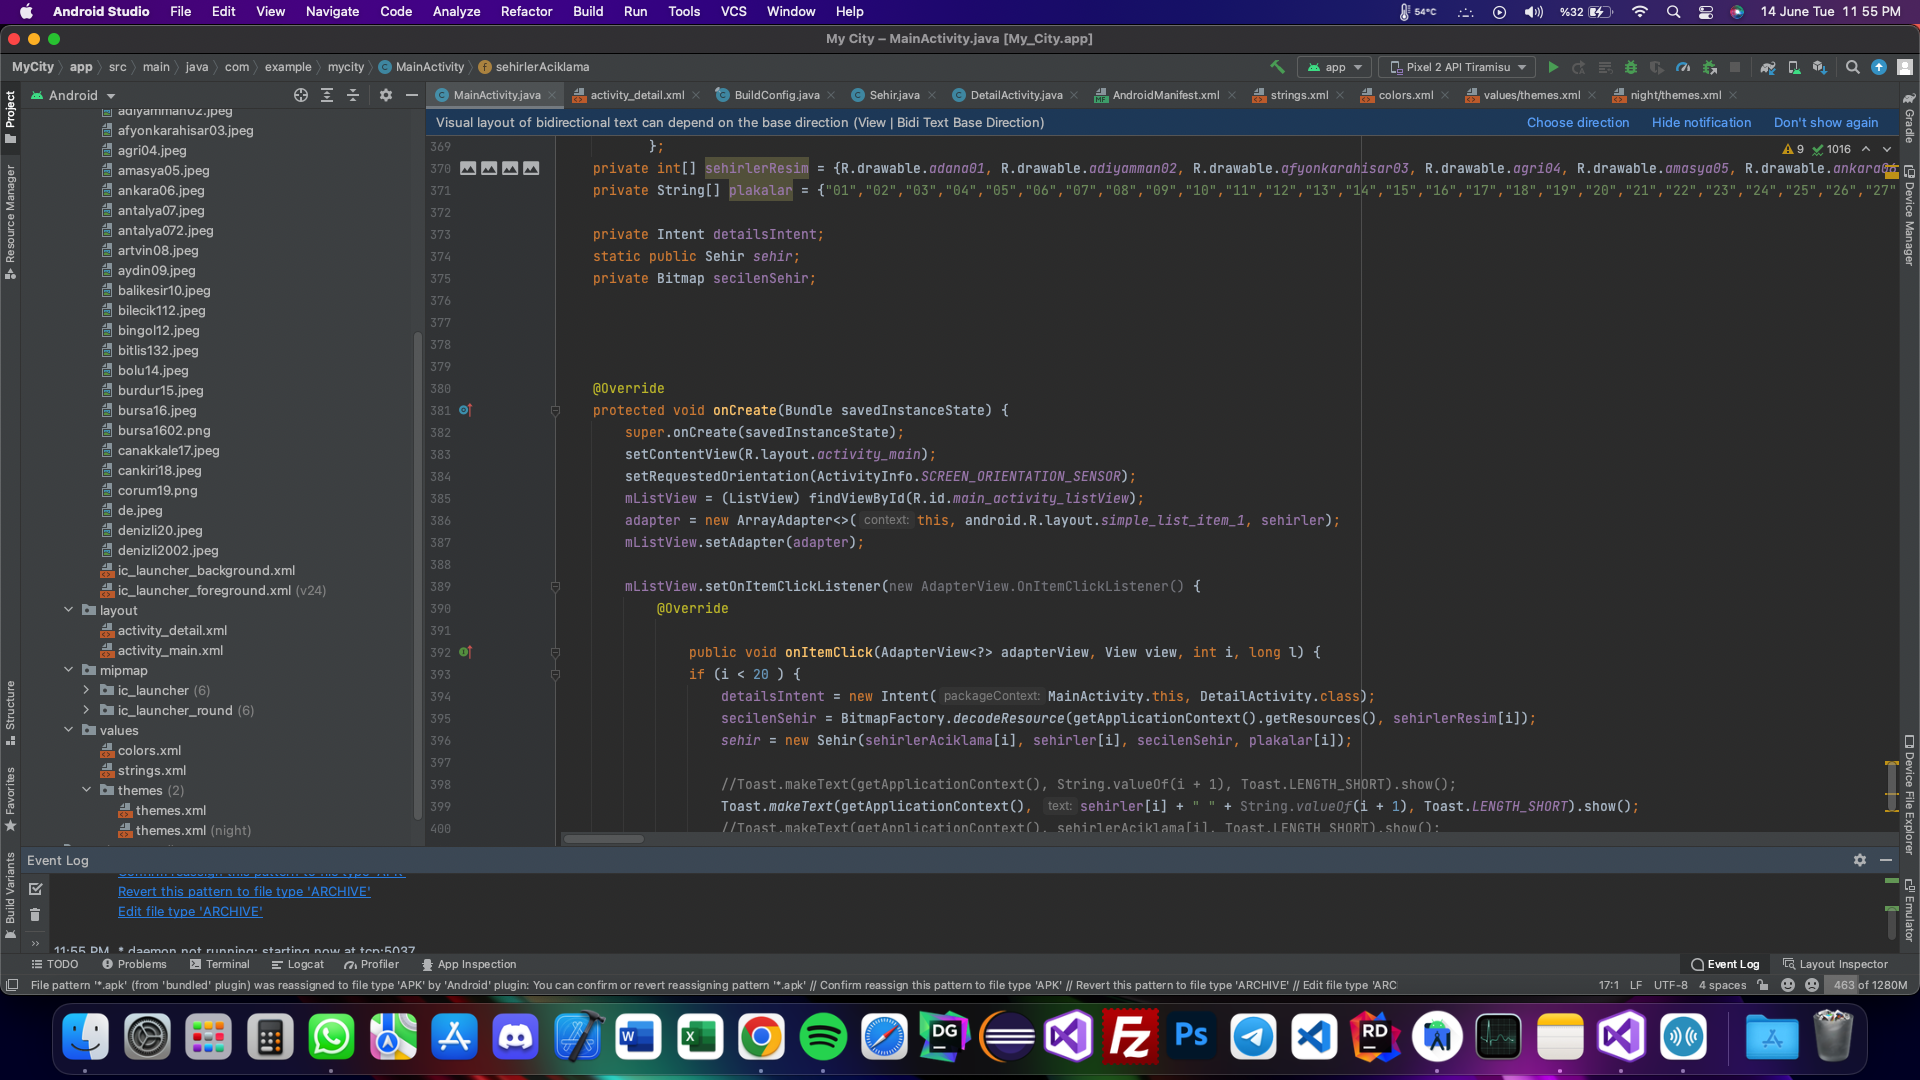 Android Studio File Edit View Navigate Code Analyze Refactor Build Run Tools VCS Window Help 54°C %32 14 June Tue 11 55 PM
My City – MainActivity.java [My_City.app]
MyCity app src main java com example mycity MainActivity sehirlerAciklama app Pixel 2 API Tiramisu
Android
MainActivity.java activity_detail.xml BuildConfig.java Sehir.java DetailActivity.java AndroidManifest.xml strings.xml colors.xml values/themes.xml night/themes.xml
Visual layout of bidirectional text can depend on the base direction (View | Bidi Text Base Direction) Choose direction Hide notification Don't show again
9 1016
Project
Resource Manager
Structure
Favorites
Build Variants
adiyamman02.jpeg
afyonkarahisar03.jpeg
agri04.jpeg
amasya05.jpeg
ankara06.jpeg
antalya07.jpeg
antalya072.jpeg
artvin08.jpeg
aydin09.jpeg
balikesir10.jpeg
bilecik112.jpeg
bingol12.jpeg
bitlis132.jpeg
bolu14.jpeg
burdur15.jpeg
bursa16.jpeg
bursa1602.png
canakkale17.jpeg
cankiri18.jpeg
corum19.png
de.jpeg
denizli20.jpeg
denizli2002.jpeg
ic_launcher_background.xml
ic_launcher_foreground.xml (v24)
layout
activity_detail.xml
activity_main.xml
mipmap
ic_launcher (6)
ic_launcher_round (6)
values
colors.xml
strings.xml
themes (2)
themes.xml
themes.xml (night)
369 };
370 private int[] sehirlerResim = {R.drawable.adana01, R.drawable.adiyamman02, R.drawable.afyonkarahisar03, R.drawable.agri04, R.drawable.amasya05, R.drawable.ankara06
371 private String[] plakalar = {"01","02","03","04","05","06","07","08","09","10","11","12","13","14","15","16","17","18","19","20","21","22","23","24","25","26","27"
372
373 private Intent detailsIntent;
374 static public Sehir sehir;
375 private Bitmap secilenSehir;
376
377
378
379
380 @Override
381 protected void onCreate(Bundle savedInstanceState) {
382 super.onCreate(savedInstanceState);
383 setContentView(R.layout.activity_main);
384 setRequestedOrientation(ActivityInfo.SCREEN_ORIENTATION_SENSOR);
385 mListView = (ListView) findViewById(R.id.main_activity_listView);
386 adapter = new ArrayAdapter<>( context: this, android.R.layout.simple_list_item_1, sehirler);
387 mListView.setAdapter(adapter);
388
389 mListView.setOnItemClickListener(new AdapterView.OnItemClickListener() {
390 @Override
391
392 public void onItemClick(AdapterView<?> adapterView, View view, int i, long l) {
393 if (i < 20 ) {
394 detailsIntent = new Intent( packageContext: MainActivity.this, DetailActivity.class);
395 secilenSehir = BitmapFactory.decodeResource(getApplicationContext().getResources(), sehirlerResim[i]);
396 sehir = new Sehir(sehirlerAciklama[i], sehirler[i], secilenSehir, plakalar[i]);
397
398 //Toast.makeText(getApplicationContext(), String.valueOf(i + 1), Toast.LENGTH_SHORT).show();
399 Toast.makeText(getApplicationContext(), text: sehirler[i] + " " + String.valueOf(i + 1), Toast.LENGTH_SHORT).show();
400 //Toast.makeText(getApplicationContext(), sehirlerAciklama[i], Toast.LENGTH_SHORT).show();
Gradle
Device Manager
Device File Explorer
Emulator
Event Log
Confirm reassign this pattern to file type 'APK'
Revert this pattern to file type 'ARCHIVE'
Edit file type 'ARCHIVE'
11:55 PM * daemon not running; starting now at tcp:5037
TODO Problems Terminal Logcat Profiler App Inspection Event Log Layout Inspector
File pattern '*.apk' (from 'bundled' plugin) was reassigned to file type 'APK' by 'Android' plugin: You can confirm or revert reassigning pattern '*.apk' // Confirm reassign this pattern to file type 'APK' // Revert this pattern to file type 'ARCHIVE' // Edit file type 'ARC 17:1 LF UTF-8 4 spaces 463 of 1280M
W X DG Fz Ps RD